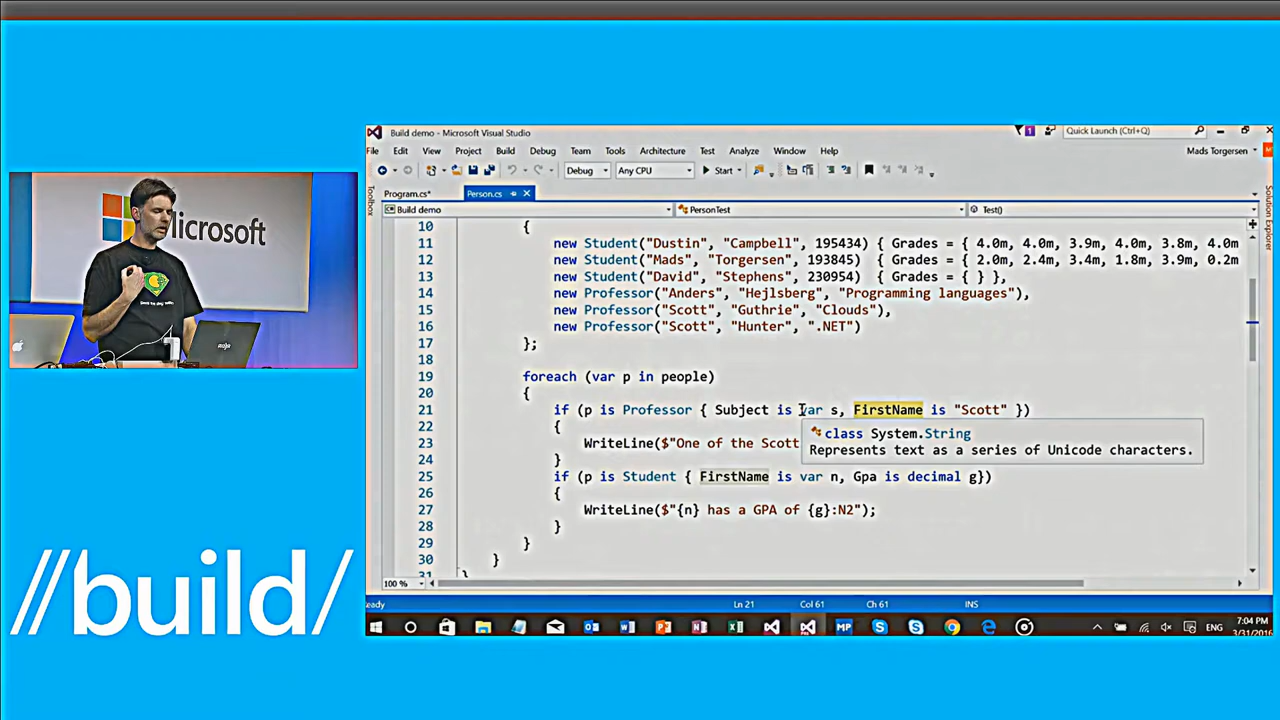 Microsoft
//build/
Build demo - Microsoft Visual Studio
1
Quick Launch (Ctrl+Q)
File Edit View Project Build Debug Team Tools Architecture Test Analyze Window Help
Mads Torgersen
Debug Any CPU Start
Program.cs* Person.cs
Toolbox
Solution Explorer
Build demo PersonTest Test()
10 {
11 new Student("Dustin", "Campbell", 195434) { Grades = { 4.0m, 4.0m, 3.9m, 4.0m, 3.8m, 4.0m
12 new Student("Mads", "Torgersen", 193845) { Grades = { 2.0m, 2.4m, 3.4m, 1.8m, 3.9m, 0.2m
13 new Student("David", "Stephens", 230954) { Grades = { } },
14 new Professor("Anders", "Hejlsberg", "Programming languages"),
15 new Professor("Scott", "Guthrie", "Clouds"),
16 new Professor("Scott", "Hunter", ".NET")
17 };
18
19 foreach (var p in people)
20 {
21 if (p is Professor { Subject is var s, FirstName is "Scott" })
22 {
class System.String
23 WriteLine($"One of the Scott
Represents text as a series of Unicode characters.
24 }
25 if (p is Student { FirstName is var n, Gpa is decimal g})
26 {
27 WriteLine($"{n} has a GPA of {g}:N2");
28 }
29 }
30 }
31 }
100 %
eady Ln 21 Col 61 Ch 61 INS
ENG
7:04 PM
3/31/2016